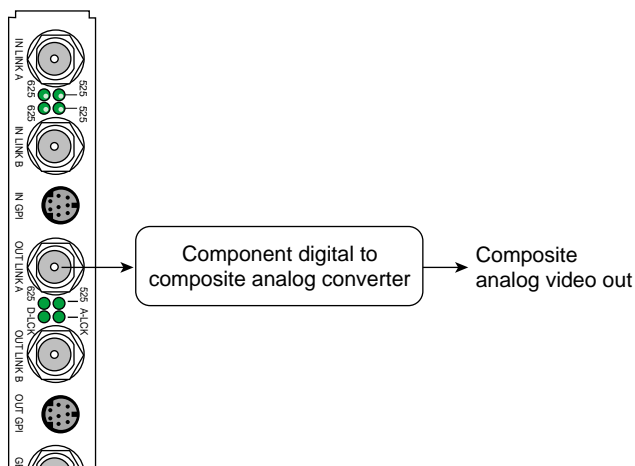 IN LINK A
625 525
625 525
IN LINK B
IN GPI
OUT LINK A
625 525
D-LCK A-LCK
OUT LINK B
OUT GPI
Component digital to
composite analog converter
Composite
analog video out